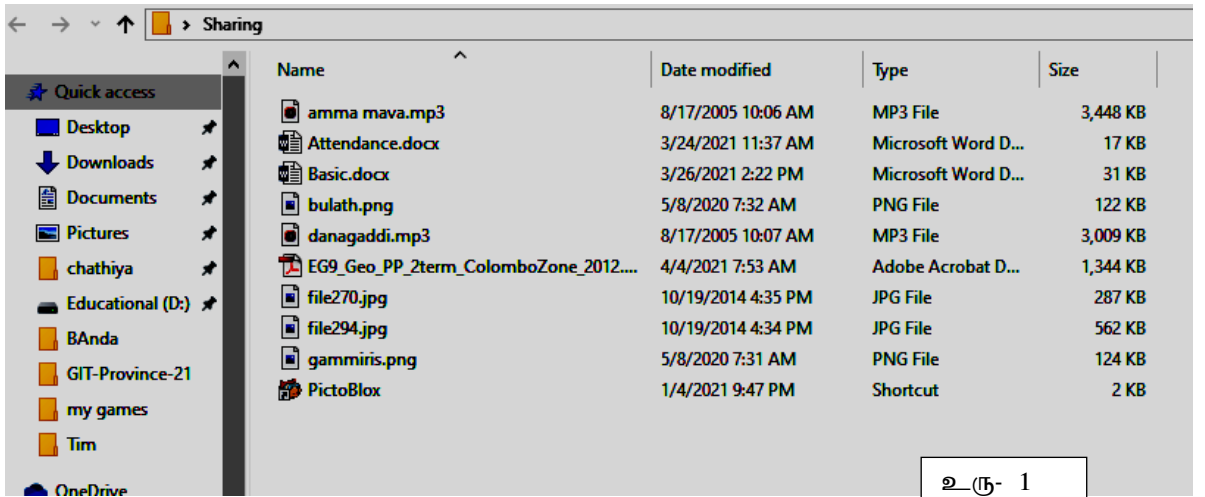 Sharing
Name Date modified Type Size
Quick access
Desktop
Downloads
Documents
Pictures
chathiya
Educational (D:)
BAnda
GIT-Province-21
my games
Tim
OneDrive
amma mava.mp3 8/17/2005 10:06 AM MP3 File 3,448 KB
Attendance.docx 3/24/2021 11:37 AM Microsoft Word D... 17 KB
Basic.docx 3/26/2021 2:22 PM Microsoft Word D... 31 KB
bulath.png 5/8/2020 7:32 AM PNG File 122 KB
danagaddi.mp3 8/17/2005 10:07 AM MP3 File 3,009 KB
EG9_Geo_PP_2term_ColomboZone_2012.... 4/4/2021 7:53 AM Adobe Acrobat D... 1,344 KB
file270.jpg 10/19/2014 4:35 PM JPG File 287 KB
file294.jpg 10/19/2014 4:34 PM JPG File 562 KB
gammiris.png 5/8/2020 7:31 AM PNG File 124 KB
PictoBlox 1/4/2021 9:47 PM Shortcut 2 KB
உரு- 1